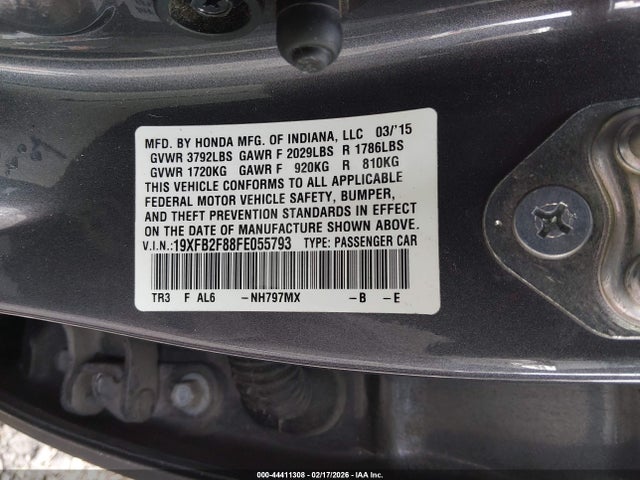 MFD. BY HONDA MFG. OF INDIANA, LLC 03/'15
GVWR 3792LBS GAWR F 2029LBS R 1786LBS
GVWR 1720KG GAWR F 920KG R 810KG
THIS VEHICLE CONFORMS TO ALL APPLICABLE
FEDERAL MOTOR VEHICLE SAFETY, BUMPER,
AND THEFT PREVENTION STANDARDS IN EFFECT
ON THE DATE OF MANUFACTURE SHOWN ABOVE.
V.I.N.:19XFB2F88FE055793 TYPE: PASSENGER CAR
TR3 F AL6 -NH797MX -B -E
000-44411308 - 02/17/2026 - IAA Inc.